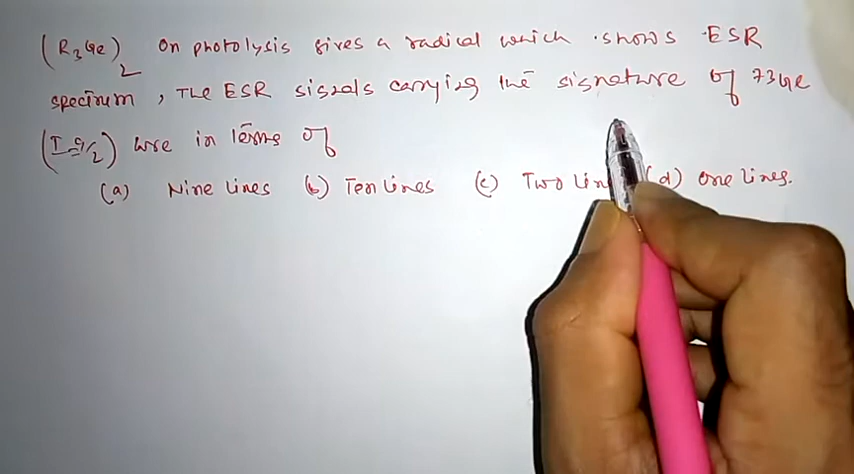 (R3Ge)2 On photolysis gives a radical which shows ESR
spectrum, The ESR signals carrying the signature of 73Ge
(I=9/2) are in terms of
(a) Nine lines (b) Ten lines (c) Two lin (d) One lines.